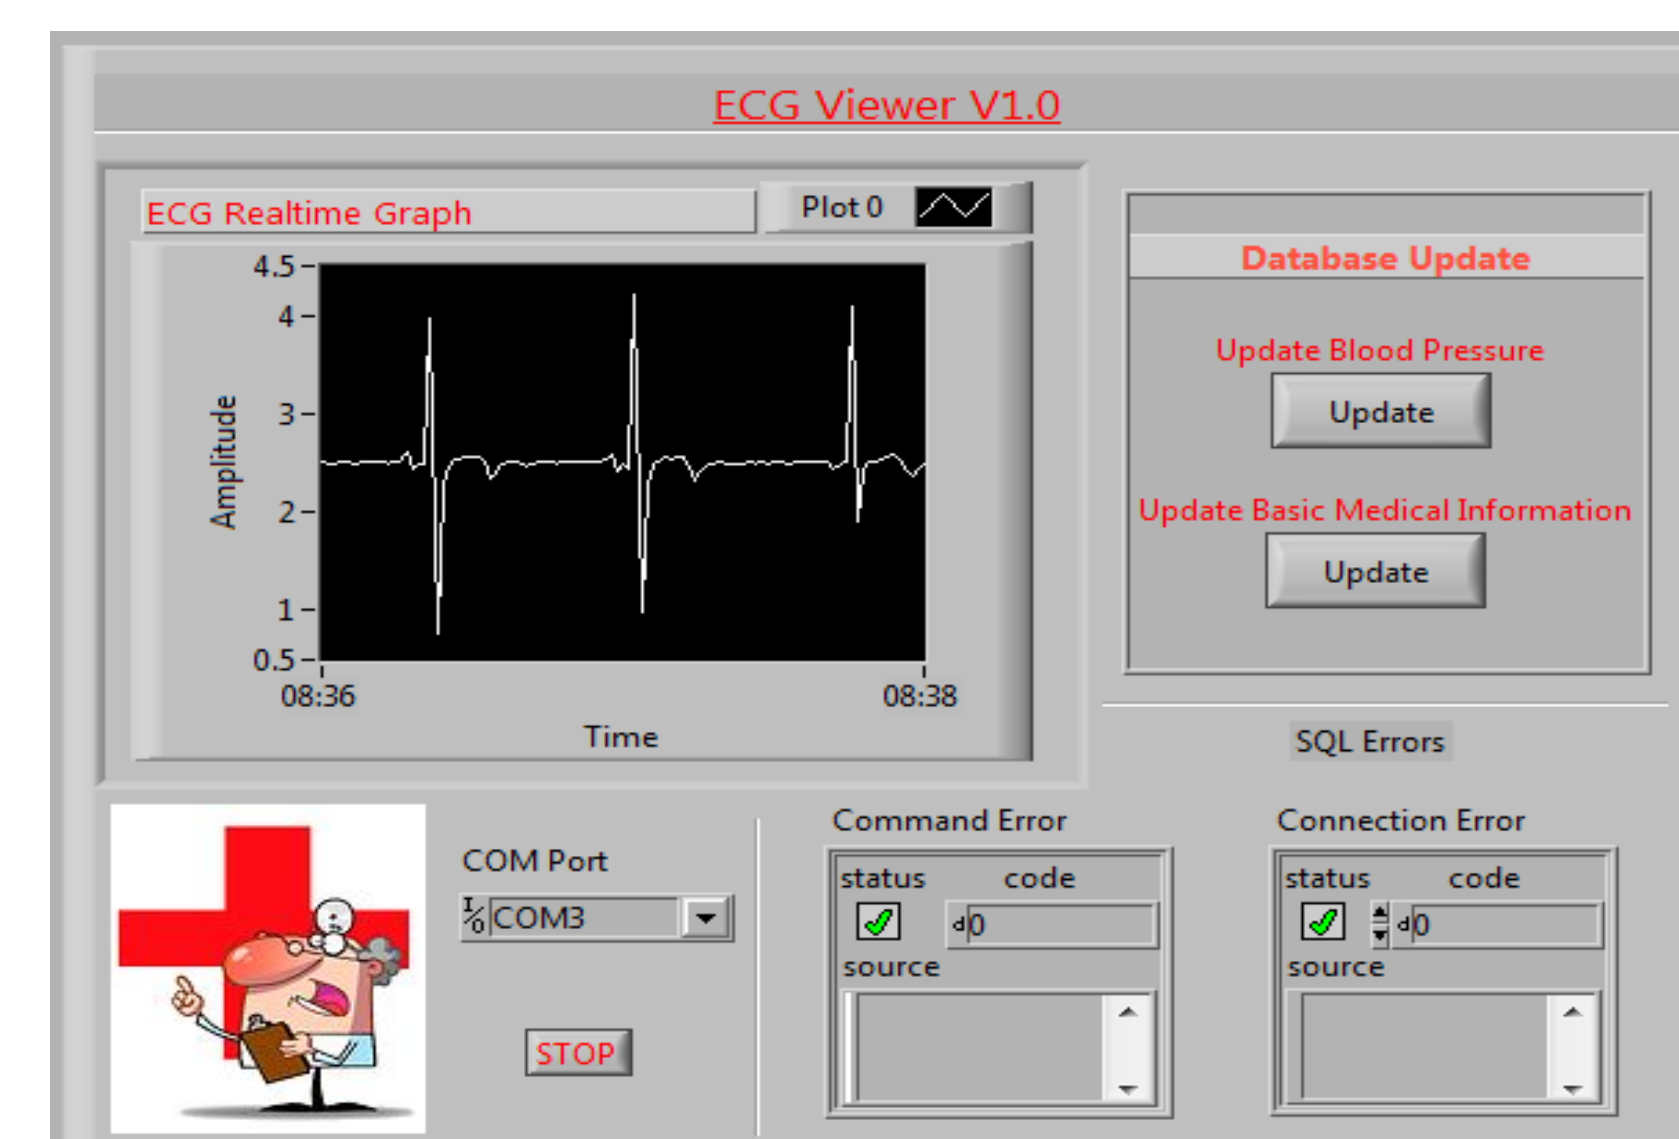 ECG Viewer V1.0
ECG Realtime Graph
Plot 0
4.5
4
3
2
1
0.5
Amplitude
08:36
08:38
Time
Database Update
Update Blood Pressure
Update
Update Basic Medical Information
Update
SQL Errors
COM Port
I/O COM3
STOP
Command Error
status code
d 0
source
Connection Error
status code
d 0
source